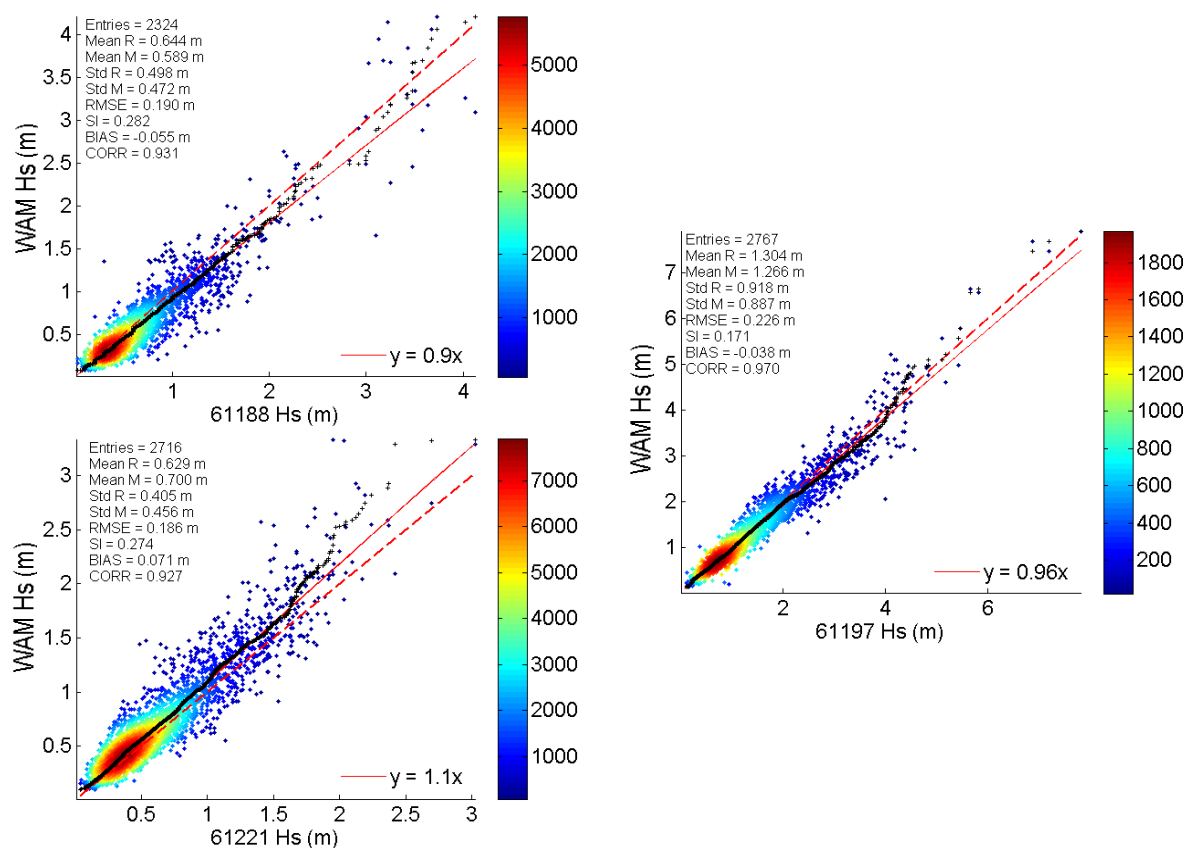 Entries = 2324
Mean R = 0.644 m
Mean M = 0.589 m
Std R = 0.498 m
Std M = 0.472 m
RMSE = 0.190 m
SI = 0.282
BIAS = -0.055 m
CORR = 0.931
WAM Hs (m)
4
3.5
3
2.5
2
1.5
1
0.5
y = 0.9x
1
2
3
4
61188 Hs (m)
5000
4000
3000
2000
1000
Entries = 2716
Mean R = 0.629 m
Mean M = 0.700 m
Std R = 0.405 m
Std M = 0.456 m
RMSE = 0.186 m
SI = 0.274
BIAS = 0.071 m
CORR = 0.927
WAM Hs (m)
3
2.5
2
1.5
1
0.5
y = 1.1x
0.5
1
1.5
2
2.5
3
61221 Hs (m)
7000
6000
5000
4000
3000
2000
1000
Entries = 2767
Mean R = 1.304 m
Mean M = 1.266 m
Std R = 0.918 m
Std M = 0.887 m
RMSE = 0.226 m
SI = 0.171
BIAS = -0.038 m
CORR = 0.970
WAM Hs (m)
7
6
5
4
3
2
1
y = 0.96x
2
4
6
61197 Hs (m)
1800
1600
1400
1200
1000
800
600
400
200